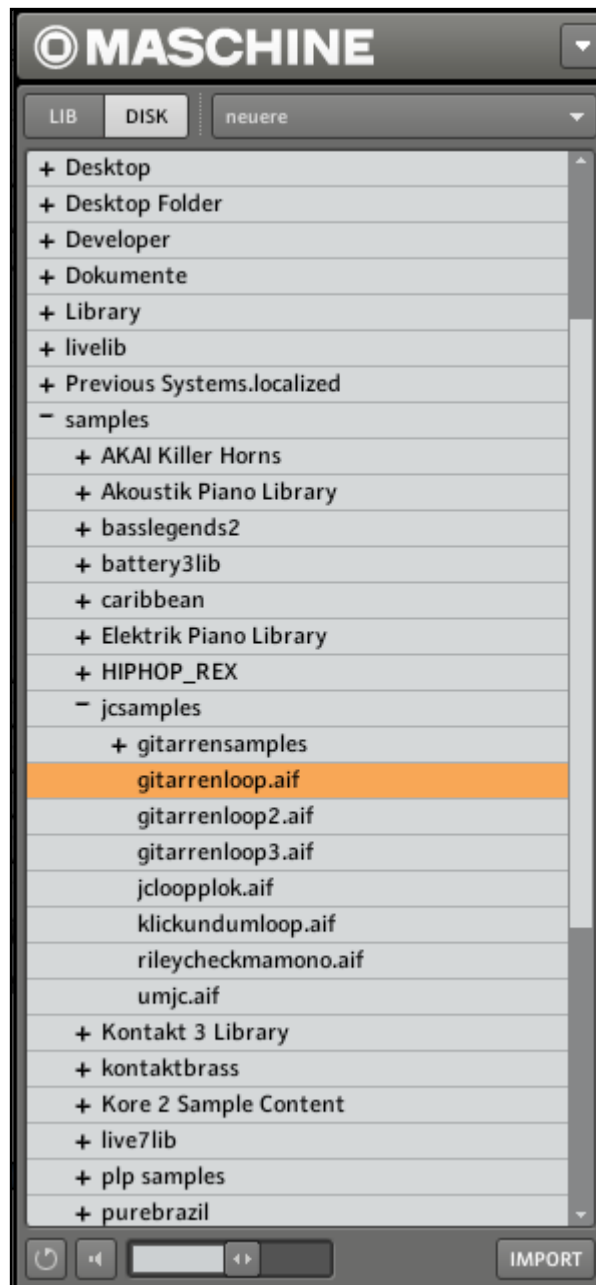 MASCHINE
LIB DISK neuere
+ Desktop
+ Desktop Folder
+ Developer
+ Dokumente
+ Library
+ livelib
+ Previous Systems.localized
- samples
+ AKAI Killer Horns
+ Akoustik Piano Library
+ basslegends2
+ battery3lib
+ caribbean
+ Elektrik Piano Library
+ HIPHOP_REX
- jcsamples
+ gitarrensamples
gitarrenloop.aif
gitarrenloop2.aif
gitarrenloop3.aif
jcloopplok.aif
klickundumloop.aif
rileycheckmamono.aif
umjc.aif
+ Kontakt 3 Library
+ kontaktbrass
+ Kore 2 Sample Content
+ live7lib
+ plp samples
+ purebrazil
IMPORT